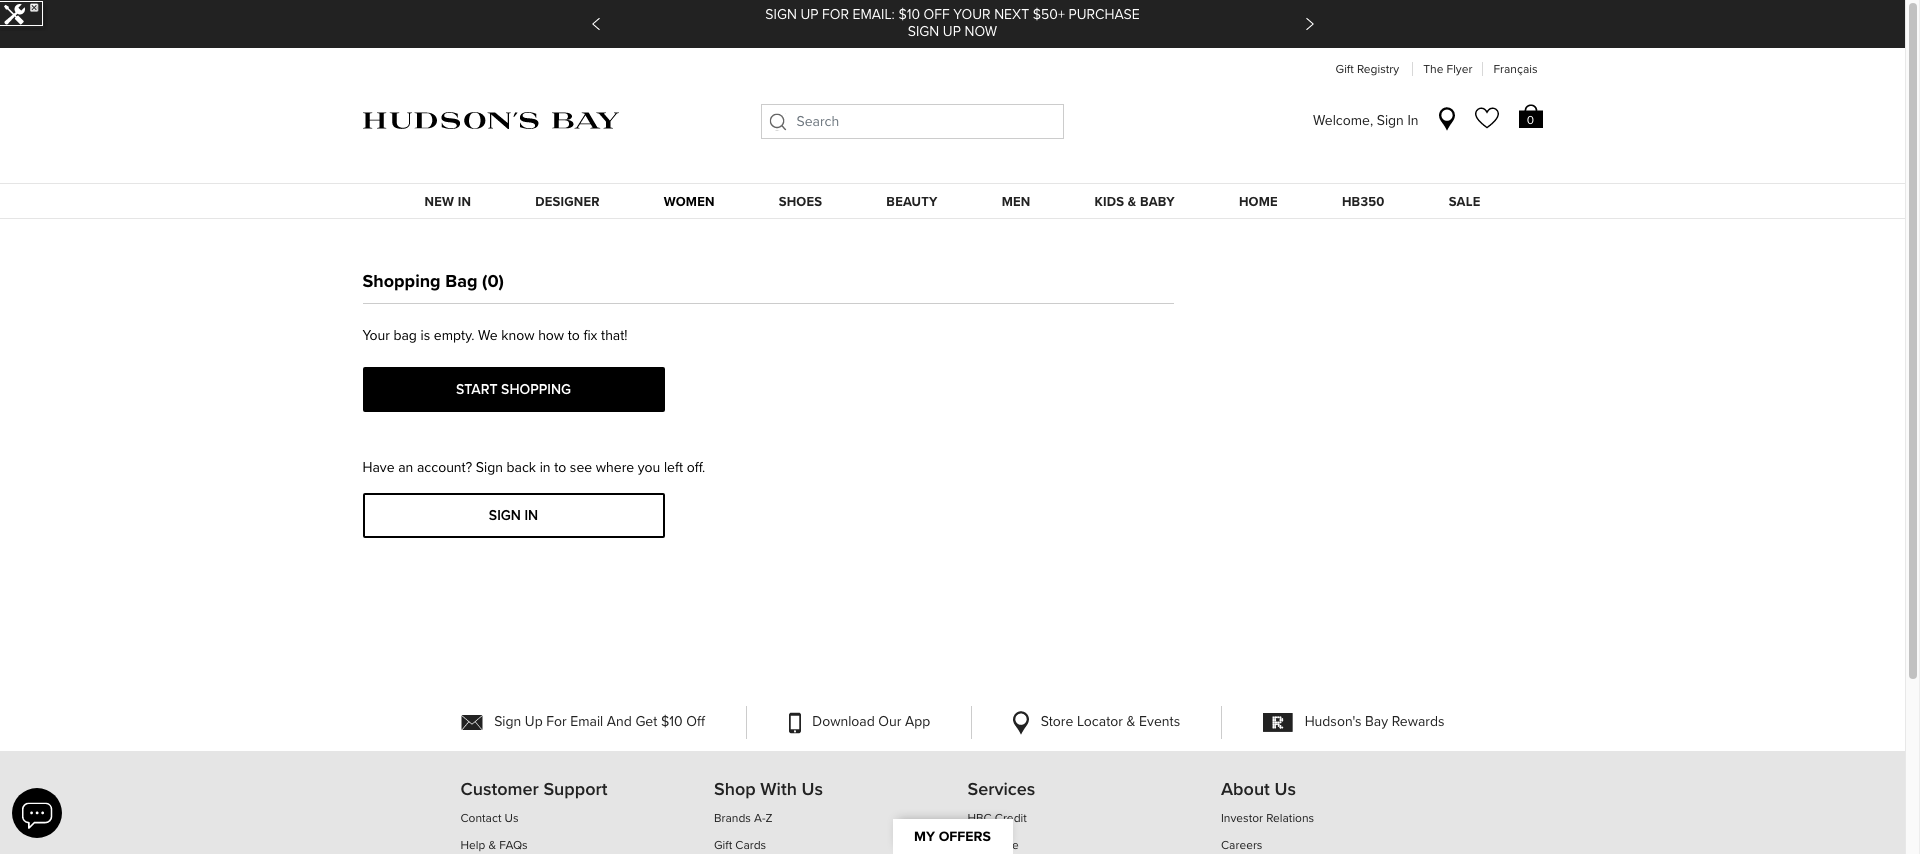 SIGN UP FOR EMAIL: $10 OFF YOUR NEXT $50+ PURCHASE
SIGN UP NOW
Gift Registry
The Flyer
Français
HUDSON'S BAY
Search
Welcome, Sign In
0
NEW IN
DESIGNER
WOMEN
SHOES
BEAUTY
MEN
KIDS & BABY
HOME
HB350
SALE
Shopping Bag (0)
Your bag is empty. We know how to fix that!
START SHOPPING
Have an account? Sign back in to see where you left off.
SIGN IN
Sign Up For Email And Get $10 Off
Download Our App
Store Locator & Events
Hudson's Bay Rewards
Customer Support
Shop With Us
Services
About Us
Contact Us
Brands A-Z
HBC Credit
Investor Relations
MY OFFERS
Help & FAQs
Gift Cards
Careers